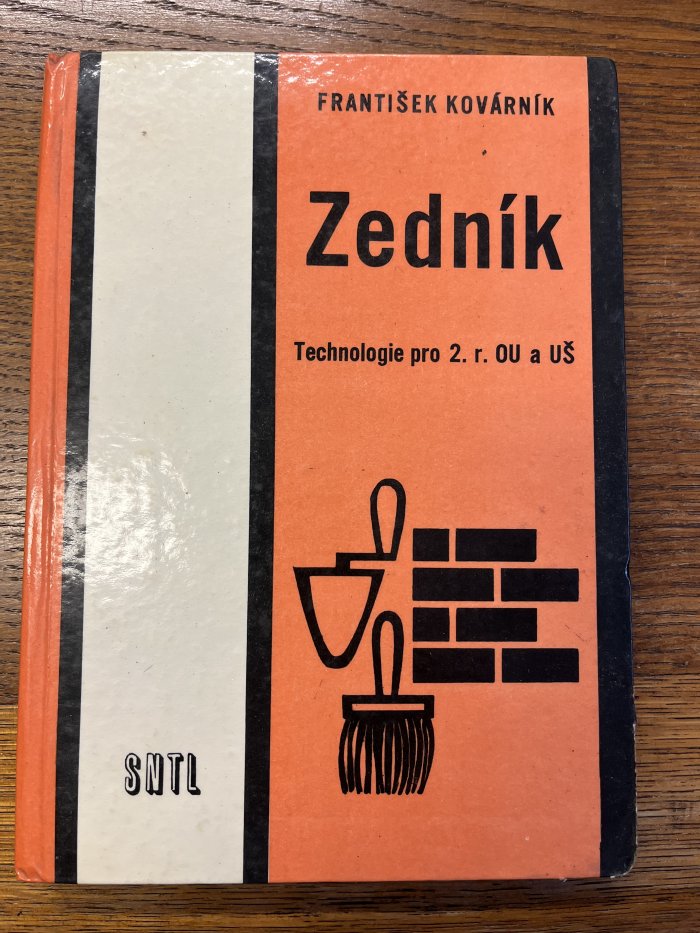 FRANTIŠEK KOVÁRNÍK
Zedník
Technologie pro 2. r. OU a UŠ
SNTL